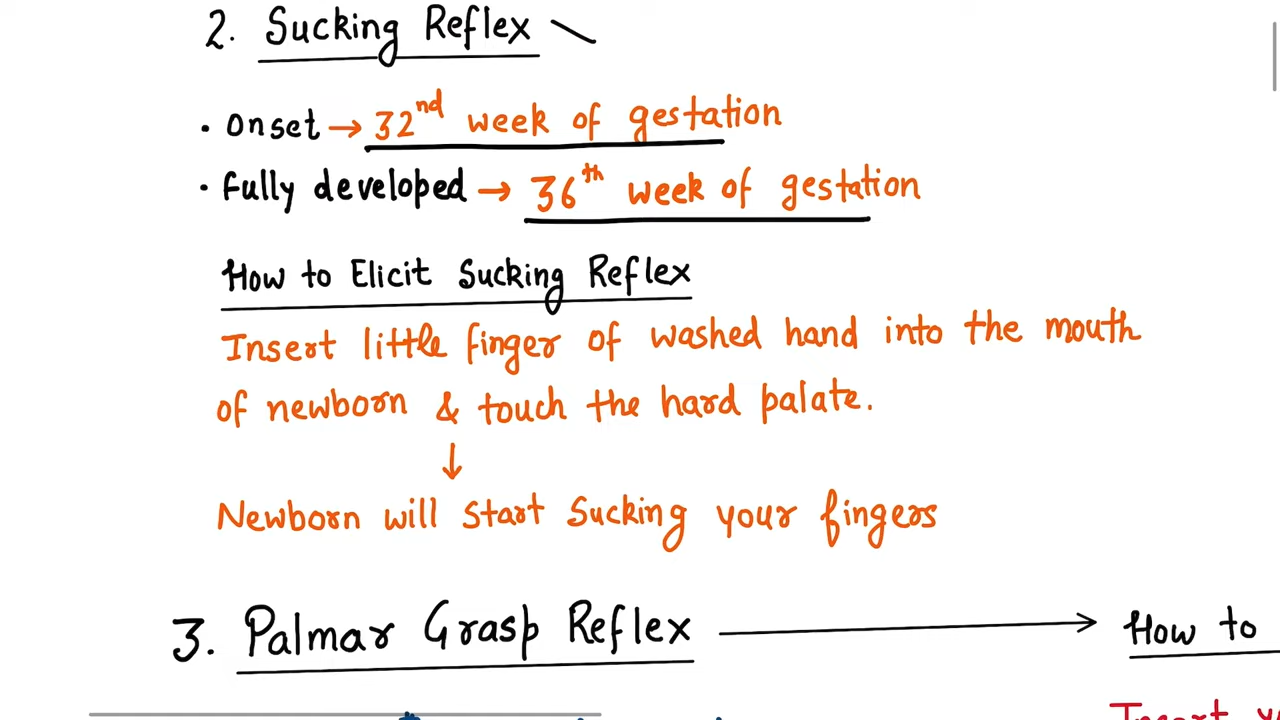 2. Sucking Reflex
• Onset → 32nd week of gestation
• Fully developed → 36th week of gestation
How to Elicit Sucking Reflex
Insert little finger of washed hand into the mouth
of newborn & touch the hard palate.
↓
Newborn will start sucking your fingers
3. Palmar Grasp Reflex → How to
Insert